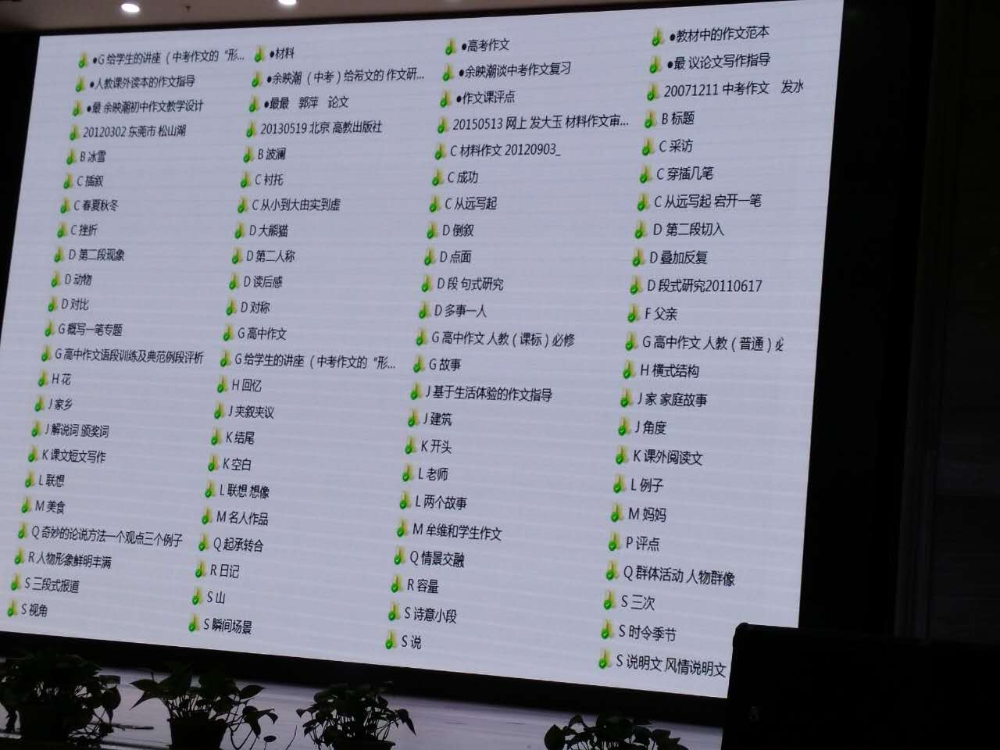 ●G 给学生的讲座（中考作文的“形... ●材料 ●高考作文 ●教材中的作文范本
●人教课外读本的作文指导 ●余映潮（中考）给希文的 作文研... ●余映潮谈中考作文复习 ●最 议论文写作指导
●最 余映潮初中作文教学设计 ●最最 郭萍 论文 ●作文课评点 20071211 中考作文 发水
20120302 东莞市 松山湖 20130519 北京 高教出版社 20150513 网上 发大玉 材料作文审... B 标题
B 冰雪 B 波澜 C 材料作文 20120903_ C 采访
C 插叙 C 衬托 C 成功 C 穿插几笔
C 春夏秋冬 C 从小到大由实到虚 C 从远写起 C 从远写起 宕开一笔
C 挫折 D 大熊猫 D 倒叙 D 第二段切入
D 第二段现象 D 第二人称 D 点面 D 叠加反复
D 动物 D 读后感 D 段 句式研究 D 段式研究20110617
D 对比 D 对称 D 多事一人 F 父亲
G 概写一笔专题 G 高中作文 G 高中作文 人教（课标）必修 G 高中作文 人教（普通）必
G 高中作文语段训练及典范例段评析 G 给学生的讲座（中考作文的“形... G 故事 H 横式结构
H 花 H 回忆 J 基于生活体验的作文指导 J 家 家庭故事
J 家乡 J 夹叙夹议 J 建筑 J 角度
J 解说词 颁奖词 K 结尾 K 开头 K 课外阅读文
K 课文短文写作 K 空白 L 老师 L 例子
L 联想 L 联想 想像 L 两个故事 M 妈妈
M 美食 M 名人作品 M 牟维和学生作文 P 评点
Q 奇妙的论说方法一个观点三个例子 Q 起承转合 Q 情景交融 Q 群体活动 人物群像
R 人物形象鲜明丰满 R 日记 R 容量 S 三次
S 三段式报道 S 山 S 诗意小段 S 时令季节
S 视角 S 瞬间场景 S 说 S 说明文 风情说明文